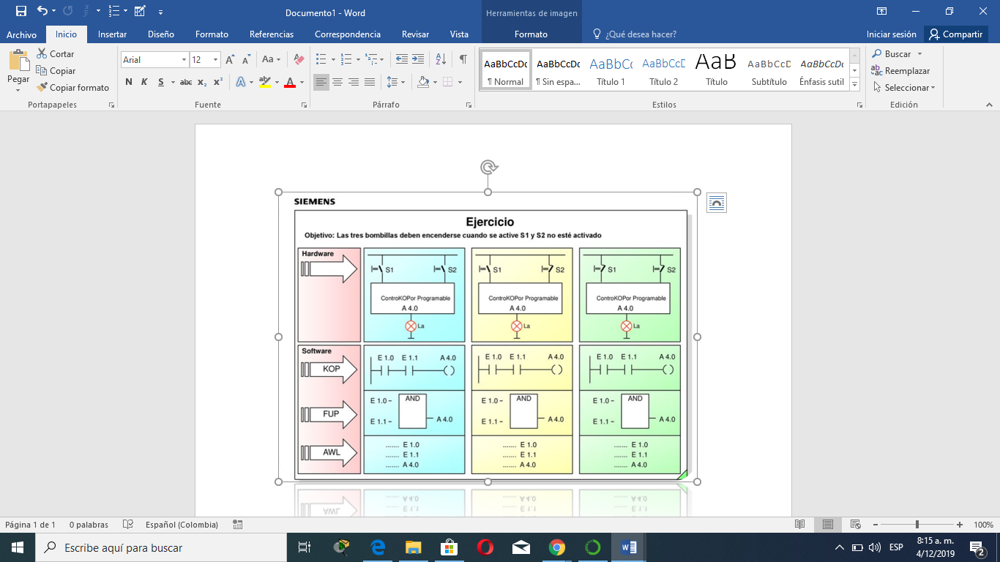 Documento1 - Word
Herramientas de imagen
Archivo
Inicio
Insertar
Diseño
Formato
Referencias
Correspondencia
Revisar
Vista
Formato
¿Qué desea hacer?
Iniciar sesión
Compartir
Pegar
Cortar
Copiar
Copiar formato
Portapapeles
Arial
12
Aa
N K S abc x₂ x²
Fuente
Párrafo
AaBbCcDc
¶ Normal
AaBbCcDc
¶ Sin espa...
AaBbCc
Título 1
AaBbCcD
Título 2
AaB
Título
AaBbCcD
Subtítulo
AaBbCcDc
Énfasis sutil
Estilos
Buscar
Reemplazar
Seleccionar
Edición
SIEMENS
Ejercicio
Objetivo: Las tres bombillas deben encenderse cuando se active S1 y S2 no esté activado
Hardware
S1 S2
ControKOPor Programable
A 4.0
La
S1 S2
ControKOPor Programable
A 4.0
La
S1 S2
ControKOPor Programable
A 4.0
La
Software
KOP
E 1.0 E 1.1 A 4.0
E 1.0 E 1.1 A 4.0
E 1.0 E 1.1 A 4.0
FUP
AND
E 1.0
E 1.1
A 4.0
AND
E 1.0
E 1.1
A 4.0
AND
E 1.0
E 1.1
A 4.0
AWL
....... E 1.0
....... E 1.1
....... A 4.0
....... E 1.0
....... E 1.1
....... A 4.0
....... E 1.0
....... E 1.1
....... A 4.0
Página 1 de 1
0 palabras
Español (Colombia)
100%
Escribe aquí para buscar
ESP
8:15 a. m.
4/12/2019
2